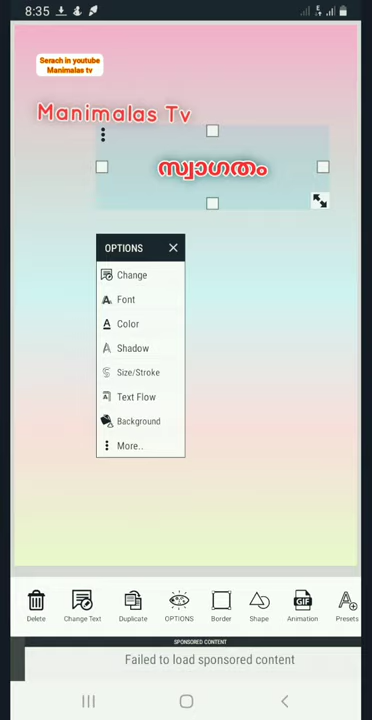 8:35
Serach in youtube
Manimalas tv
Manimalas Tv
സ്വാഗതം
OPTIONS
Change
Font
Color
Shadow
Size/Stroke
Text Flow
Background
More..
Delete
Change Text
Duplicate
OPTIONS
Border
Shape
GIF
Animation
Presets
SPONSORED CONTENT
Failed to load sponsored content